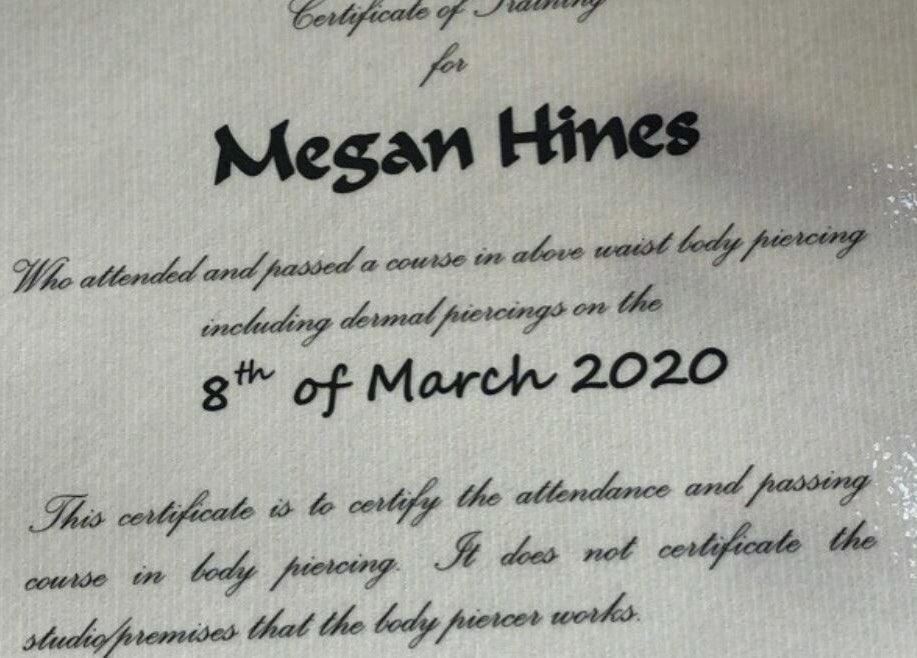 Certificate of Training
for
Megan Hines
Who attended and passed a course in above waist body piercing
including dermal piercings on the
8th of March 2020
This certificate is to certify the attendance and passing
course in body piercing. It does not certificate the
studio/premises that the body piercer works.